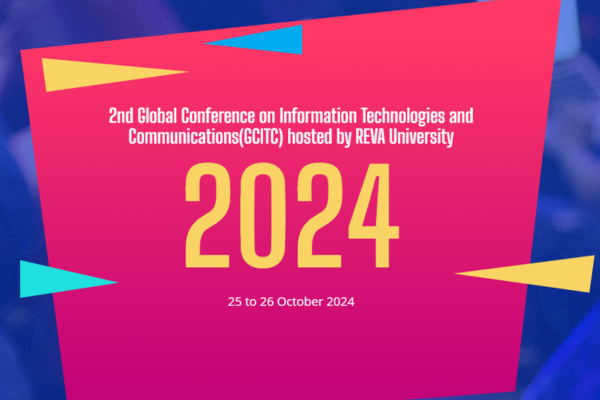 2nd Global Conference on Information Technologies and
Communications(GCITC) hosted by REVA University
2024
25 to 26 October 2024